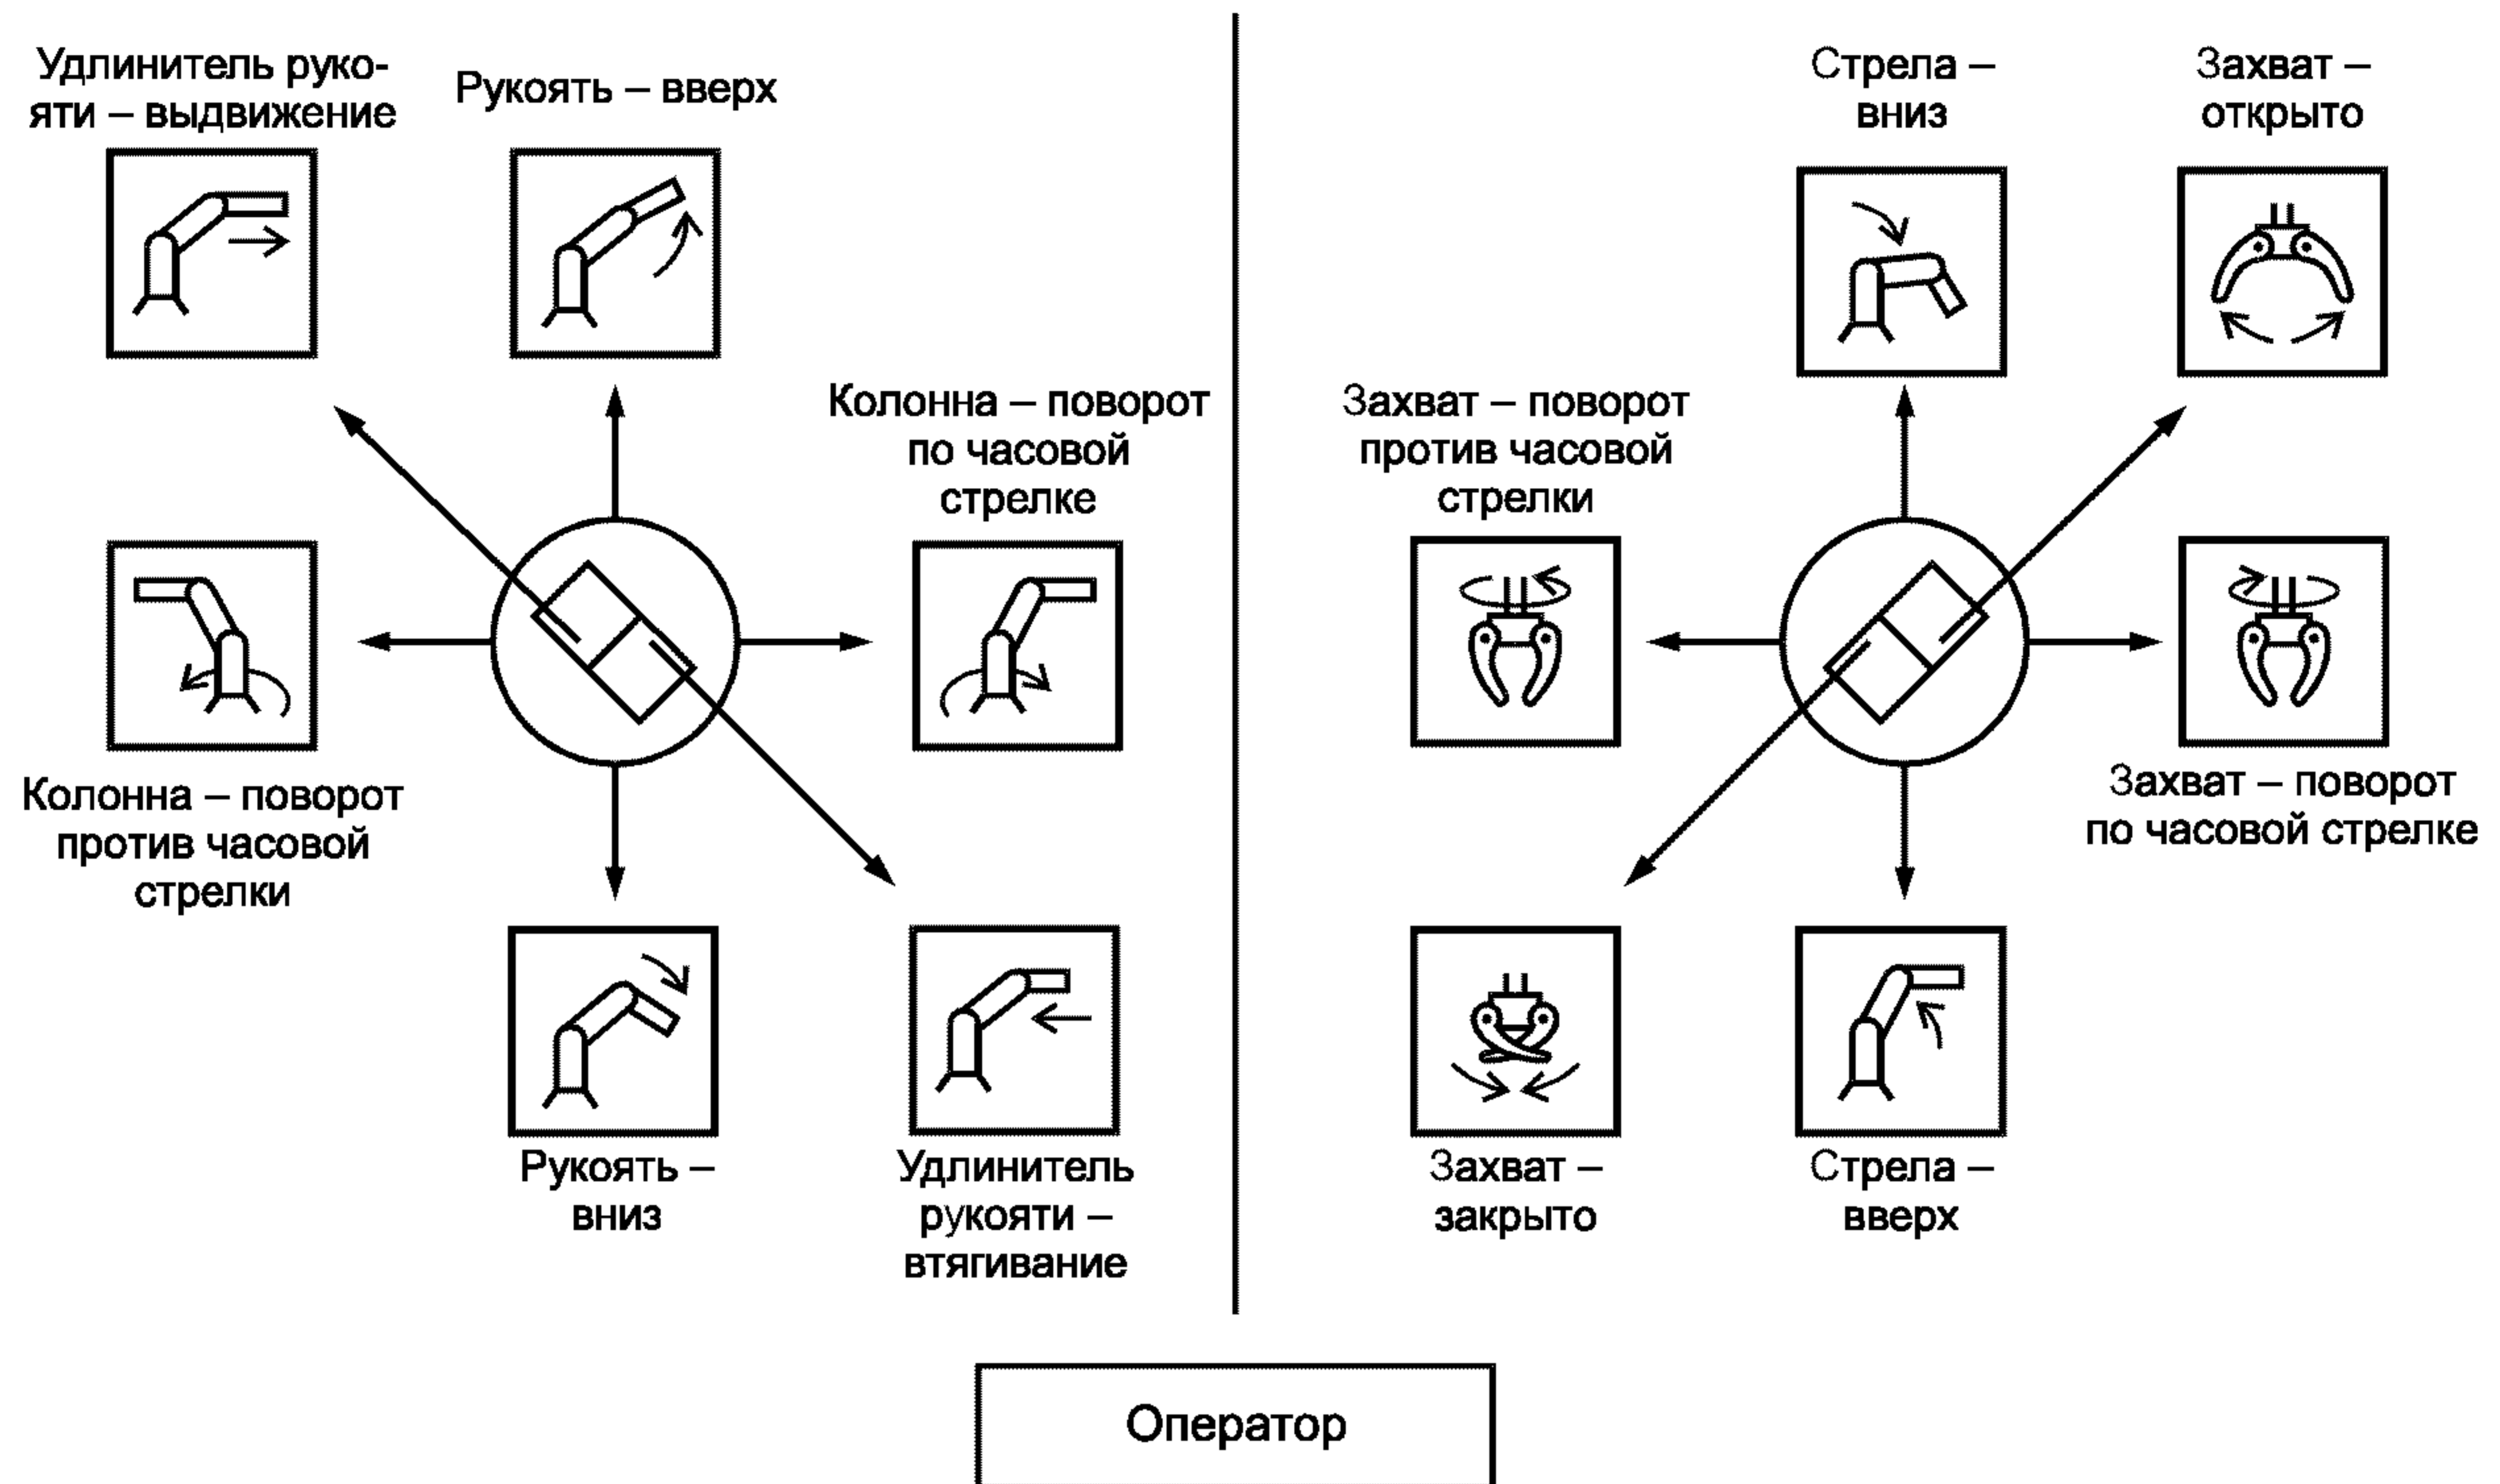 Удлинитель руко-
яти – выдвижение
Рукоять – вверх
Колонна – поворот
по часовой
стрелке
Колонна – поворот
против часовой
стрелки
Рукоять –
вниз
Удлинитель
рукояти –
втягивание
Стрела –
вниз
Захват –
открыто
Захват – поворот
против часовой
стрелки
Захват – поворот
по часовой стрелке
Захват –
закрыто
Стрела –
вверх
Оператор